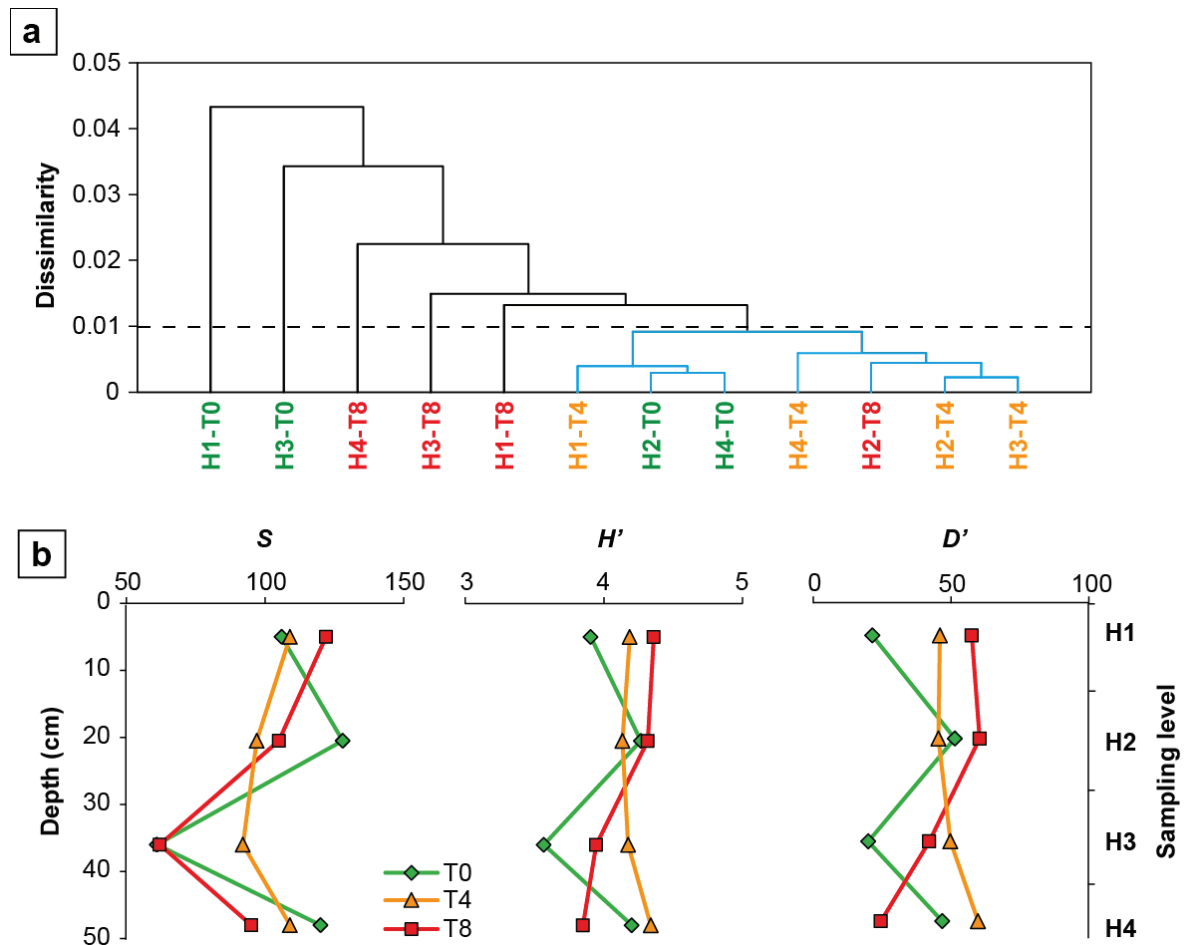 a
0.05
0.04
0.03
0.02
0.01
0
Dissimilarity
H1-T0
H3-T0
H4-T8
H3-T8
H1-T8
H1-T4
H2-T0
H4-T0
H4-T4
H2-T8
H2-T4
H3-T4
b
S
H’
D’
50 100 150
3 4 5
0 50 100
0
10
20
30
40
50
Depth (cm)
T0
T4
T8
H1
H2
H3
H4
Sampling level